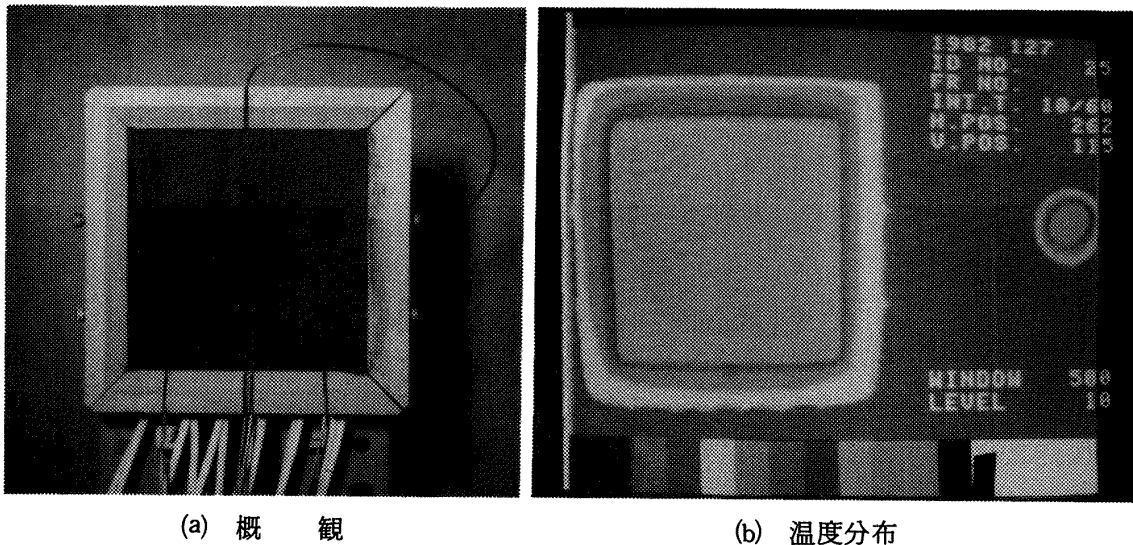 1982 127
ID NO. 25
FR NO.
INT.T. 10/60
H.POS. 262
V.POS. 115
WINDOW 500
LEVEL 10
(a) 概 観
(b) 温度分布